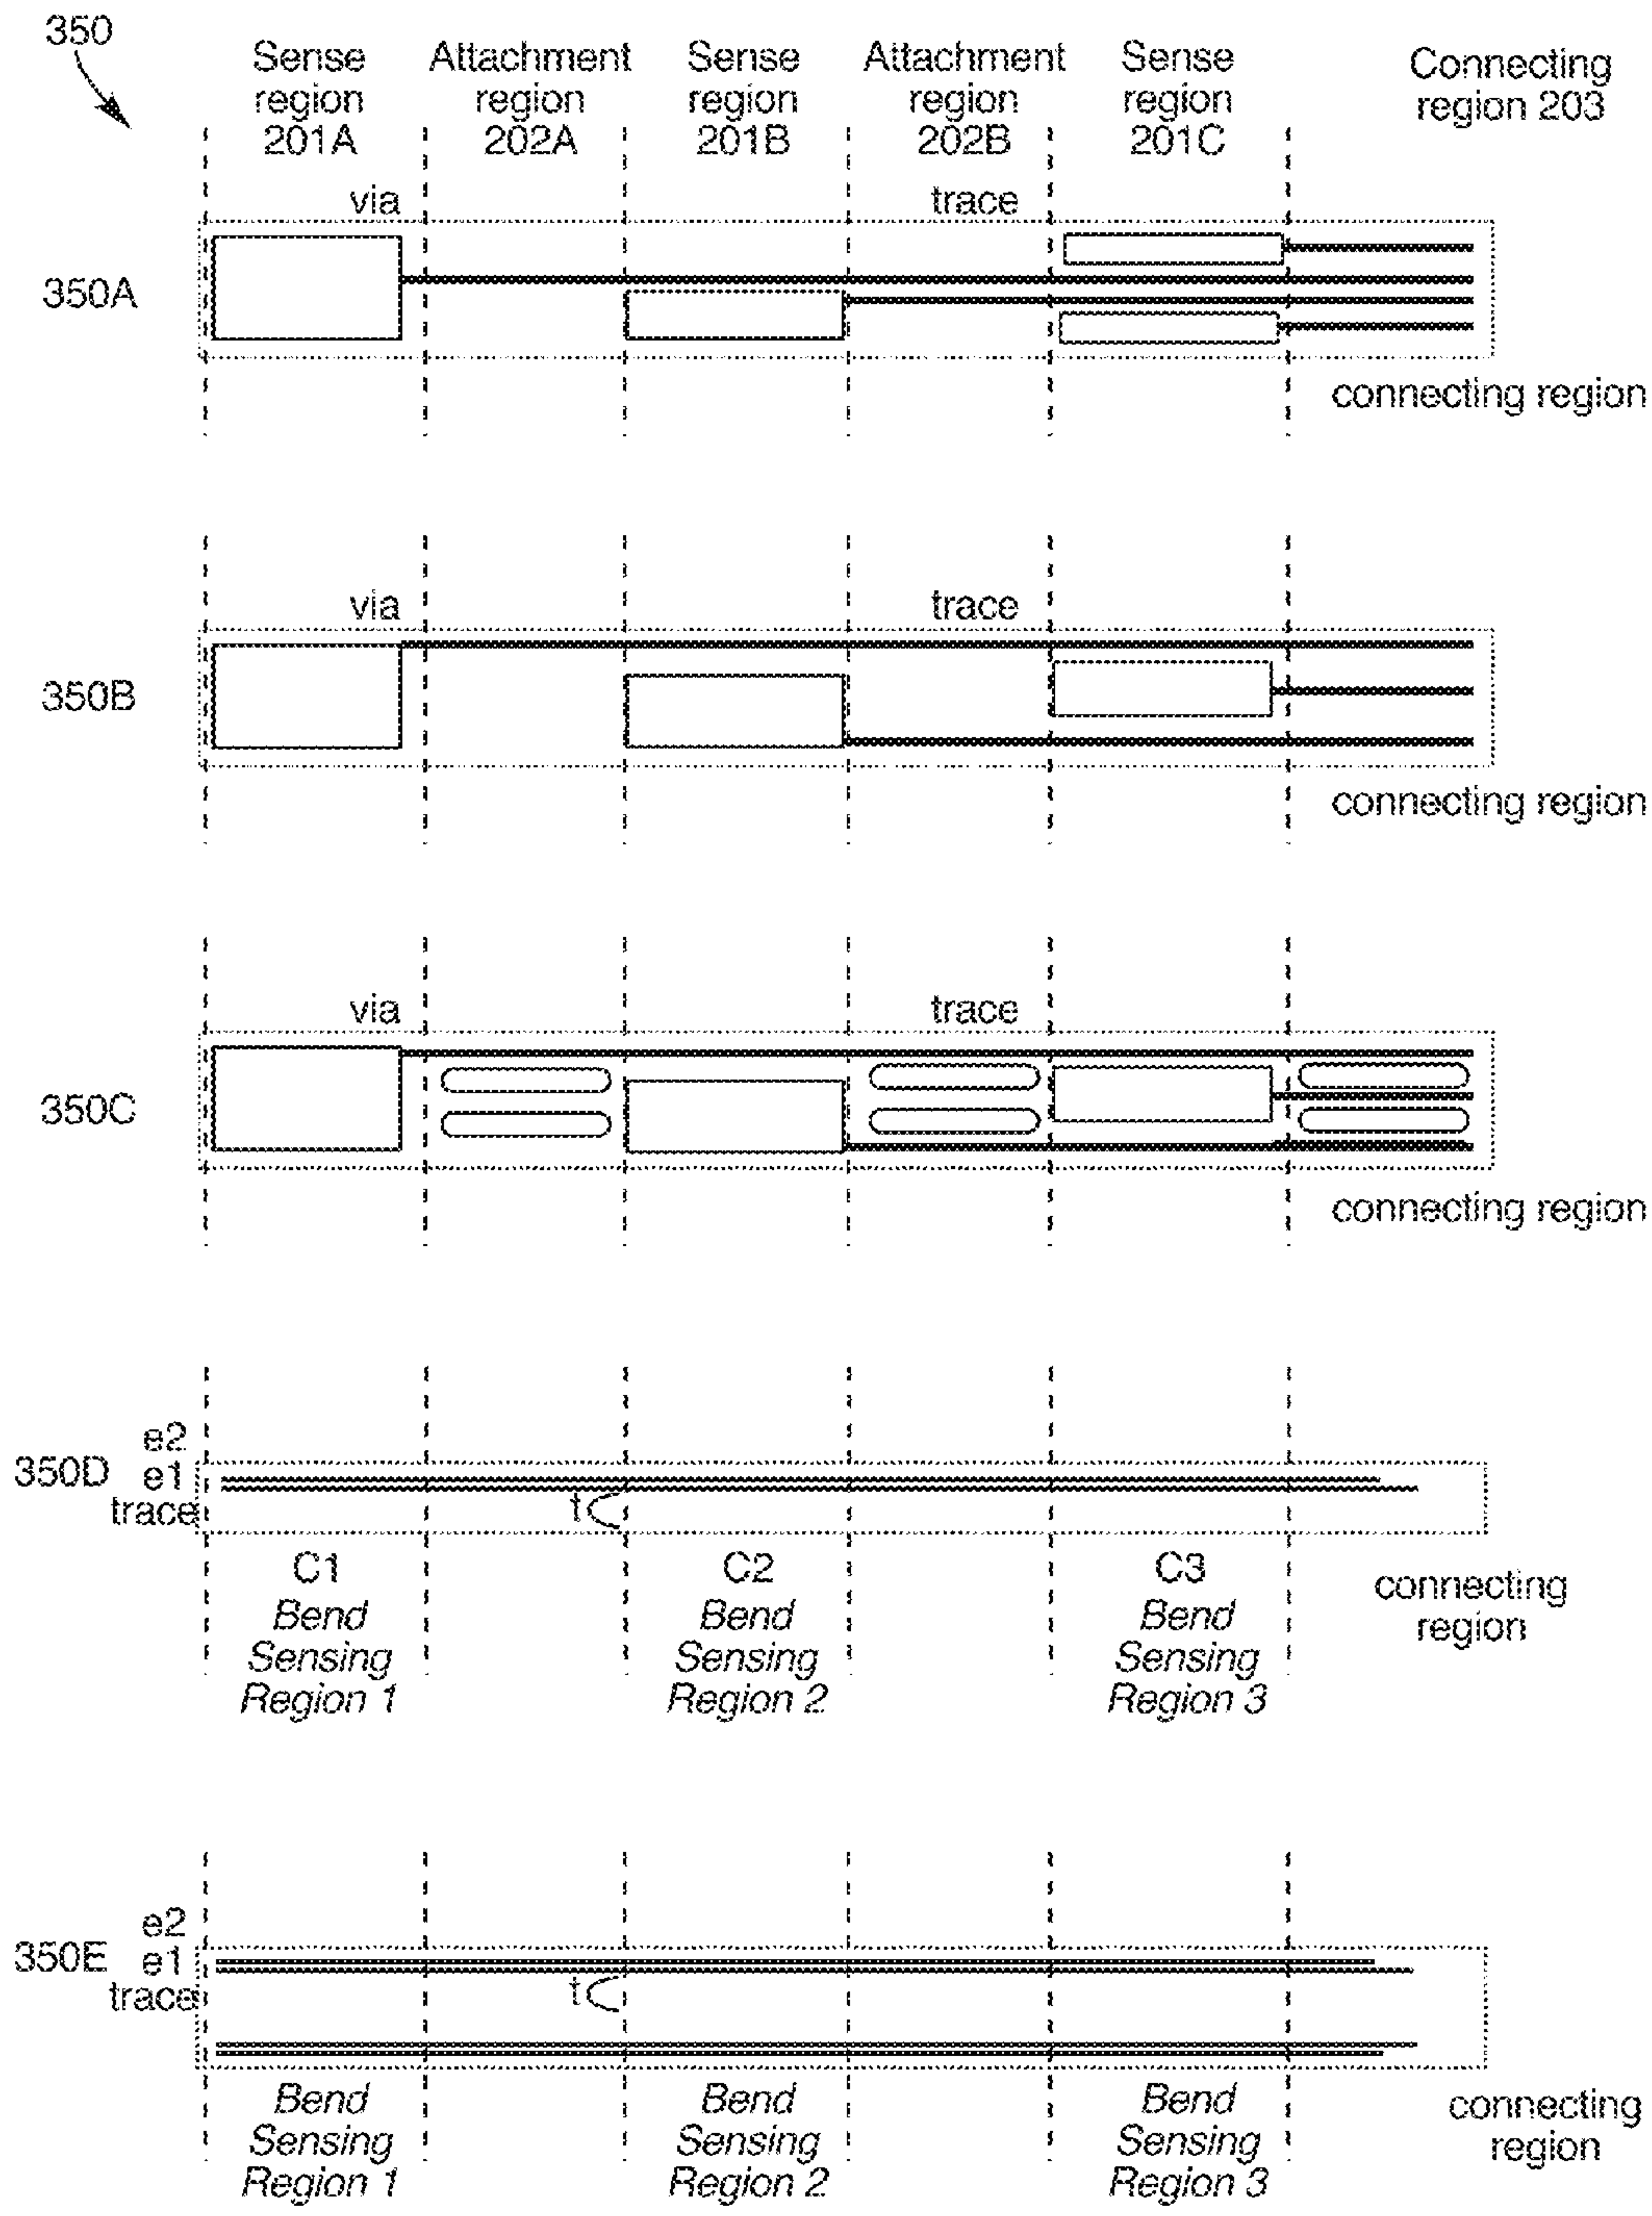 350
Sense region 201A
Attachment region 202A
Sense region 201B
Attachment region 202B
Sense region 201C
Connecting region 203
via
trace
350A
connecting region
via
trace
350B
connecting region
via
trace
350C
connecting region
e2
350D e1
trace
t
C1
Bend
Sensing
Region 1
C2
Bend
Sensing
Region 2
C3
Bend
Sensing
Region 3
connecting
region
e2
350E e1
trace
t
Bend
Sensing
Region 1
Bend
Sensing
Region 2
Bend
Sensing
Region 3
connecting
region